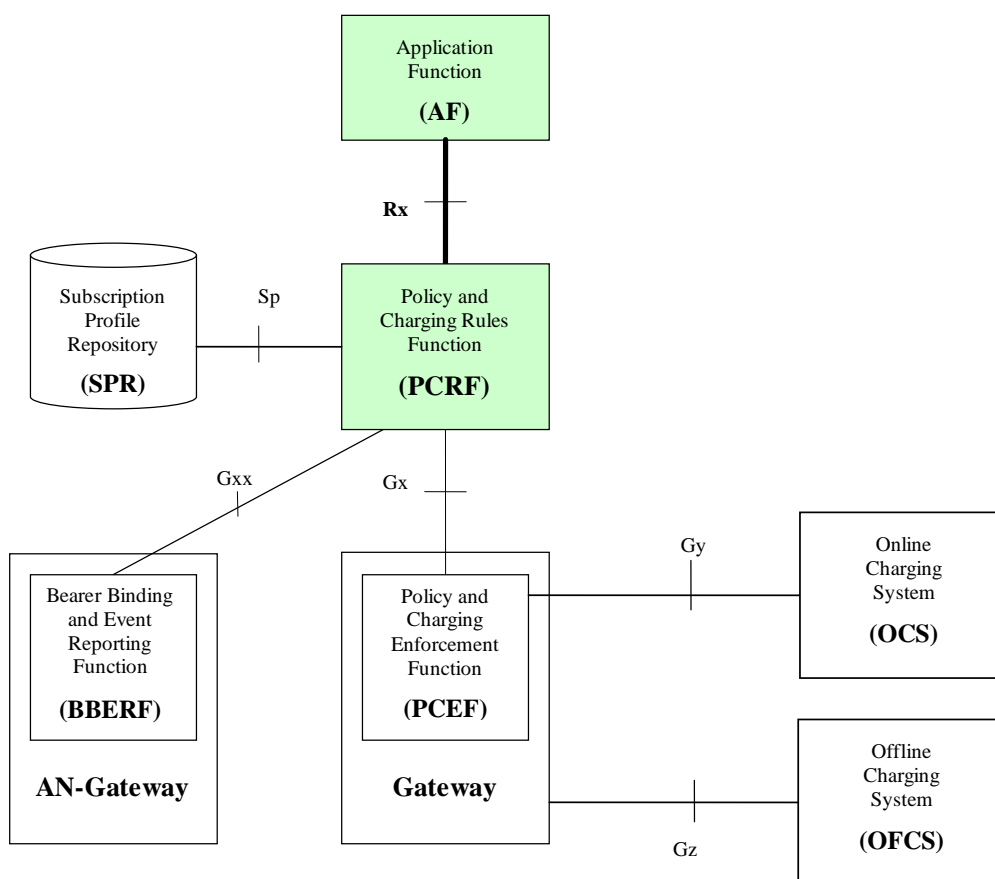 Application
Function
(AF)
Rx
Subscription
Profile
Repository
(SPR)
Sp
Policy and
Charging Rules
Function
(PCRF)
Gxx
Gx
Bearer Binding
and Event
Reporting
Function
(BBERF)
AN-Gateway
Policy and
Charging
Enforcement
Function
(PCEF)
Gateway
Gy
Online
Charging
System
(OCS)
Gz
Offline
Charging
System
(OFCS)